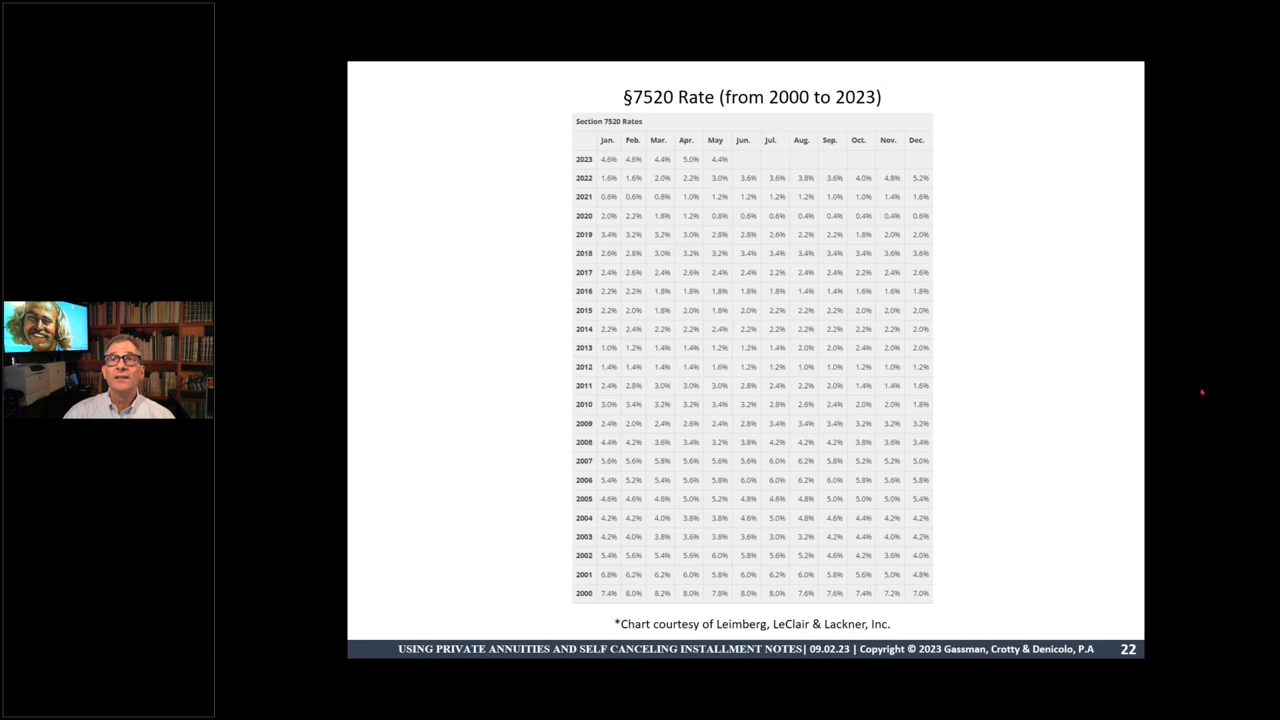 §7520 Rate (from 2000 to 2023)
Section 7520 Rates
Jan. Feb. Mar. Apr. May Jun. Jul. Aug. Sep. Oct. Nov. Dec.
2023 4.6% 4.6% 4.4% 5.0% 4.4%
2022 1.6% 1.6% 2.0% 2.2% 3.0% 3.6% 3.6% 3.8% 3.6% 4.0% 4.8% 5.2%
2021 0.6% 0.6% 0.8% 1.0% 1.2% 1.2% 1.2% 1.2% 1.0% 1.0% 1.4% 1.6%
2020 2.0% 2.2% 1.8% 1.2% 0.8% 0.6% 0.6% 0.4% 0.4% 0.4% 0.4% 0.6%
2019 3.4% 3.2% 3.2% 3.0% 2.8% 2.8% 2.6% 2.2% 2.2% 1.8% 2.0% 2.0%
2018 2.6% 2.8% 3.0% 3.2% 3.2% 3.4% 3.4% 3.4% 3.4% 3.4% 3.6% 3.6%
2017 2.4% 2.6% 2.4% 2.6% 2.4% 2.4% 2.2% 2.4% 2.4% 2.2% 2.4% 2.6%
2016 2.2% 2.2% 1.8% 1.8% 1.8% 1.8% 1.8% 1.4% 1.4% 1.6% 1.6% 1.8%
2015 2.2% 2.0% 1.8% 2.0% 1.8% 2.0% 2.2% 2.2% 2.2% 2.0% 2.0% 2.0%
2014 2.2% 2.4% 2.2% 2.2% 2.4% 2.2% 2.2% 2.2% 2.2% 2.2% 2.2% 2.0%
2013 1.0% 1.2% 1.4% 1.4% 1.2% 1.2% 1.4% 2.0% 2.0% 2.4% 2.0% 2.0%
2012 1.4% 1.4% 1.4% 1.4% 1.6% 1.2% 1.2% 1.0% 1.0% 1.2% 1.0% 1.2%
2011 2.4% 2.8% 3.0% 3.0% 3.0% 2.8% 2.4% 2.2% 2.0% 1.4% 1.4% 1.6%
2010 3.0% 3.4% 3.2% 3.2% 3.4% 3.2% 2.8% 2.6% 2.4% 2.0% 2.0% 1.8%
2009 2.4% 2.0% 2.4% 2.6% 2.4% 2.8% 3.4% 3.4% 3.4% 3.2% 3.2% 3.2%
2008 4.4% 4.2% 3.6% 3.4% 3.2% 3.8% 4.2% 4.2% 4.2% 3.8% 3.6% 3.4%
2007 5.6% 5.6% 5.8% 5.6% 5.6% 5.6% 6.0% 6.2% 5.8% 5.2% 5.2% 5.0%
2006 5.4% 5.2% 5.4% 5.6% 5.8% 6.0% 6.0% 6.2% 6.0% 5.8% 5.6% 5.8%
2005 4.6% 4.6% 4.6% 5.0% 5.2% 4.8% 4.6% 4.8% 5.0% 5.0% 5.0% 5.4%
2004 4.2% 4.2% 4.0% 3.8% 3.8% 4.6% 5.0% 4.8% 4.6% 4.4% 4.2% 4.2%
2003 4.2% 4.0% 3.8% 3.6% 3.8% 3.6% 3.0% 3.2% 4.2% 4.4% 4.0% 4.2%
2002 5.4% 5.6% 5.4% 5.6% 6.0% 5.8% 5.6% 5.2% 4.6% 4.2% 3.6% 4.0%
2001 6.8% 6.2% 6.2% 6.0% 5.8% 6.0% 6.2% 6.0% 5.8% 5.6% 5.0% 4.8%
2000 7.4% 8.0% 8.2% 8.0% 7.8% 8.0% 8.0% 7.6% 7.6% 7.4% 7.2% 7.0%
*Chart courtesy of Leimberg, LeClair & Lackner, Inc.
USING PRIVATE ANNUITIES AND SELF CANCELING INSTALLMENT NOTES| 09.02.23 | Copyright © 2023 Gassman, Crotty & Denicolo, P.A 22